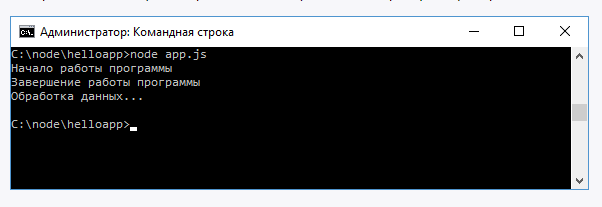 Администратор: Командная строка
C:\node\helloapp>node app.js
Начало работы программы
Завершение работы программы
Обработка данных...
C:\node\helloapp>